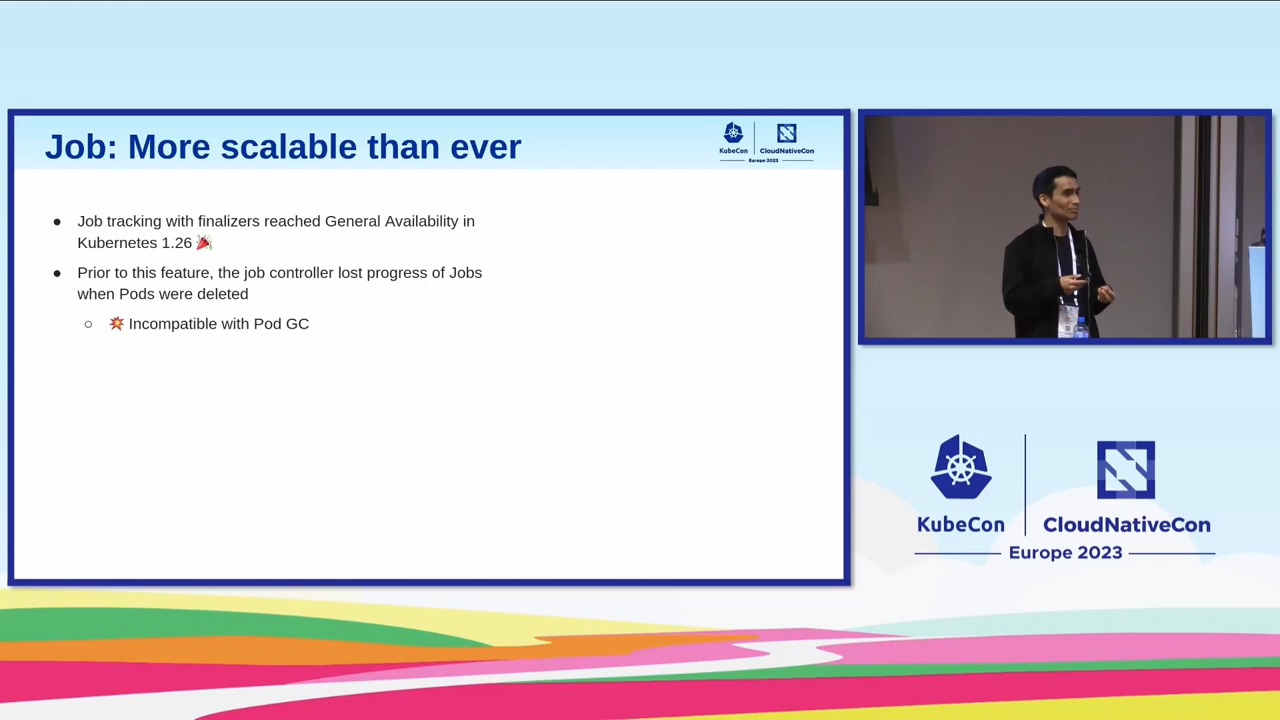 Job: More scalable than ever
KubeCon
CloudNativeCon
Europe 2023
● Job tracking with finalizers reached General Availability in
Kubernetes 1.26 🎉
● Prior to this feature, the job controller lost progress of Jobs
when Pods were deleted
○ 💥 Incompatible with Pod GC
KubeCon
CloudNativeCon
Europe 2023